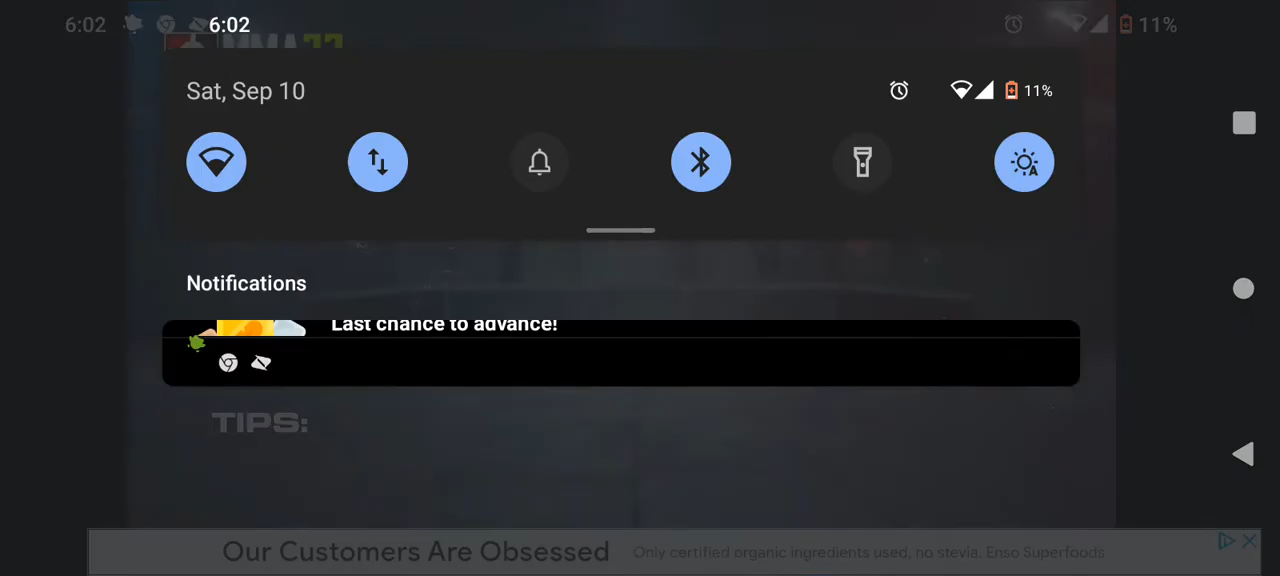 6:02 6:02 11%
Sat, Sep 10 11%
Notifications
Last chance to advance!
TIPS:
Our Customers Are Obsessed Only certified organic ingredients used, no stevia. Enso Superfoods